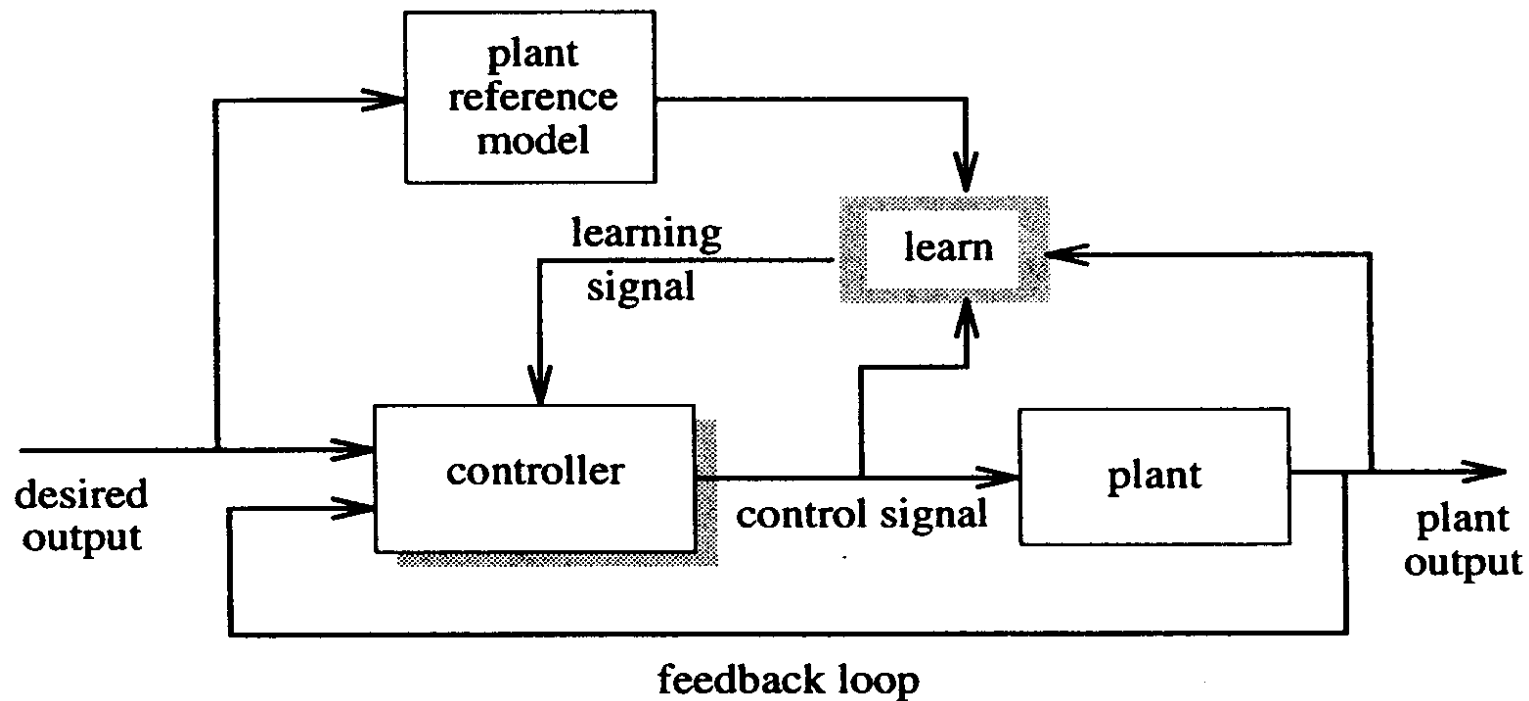 plant
reference
model
learning
signal
learn
controller
plant
control signal
desired
output
plant
output
feedback loop